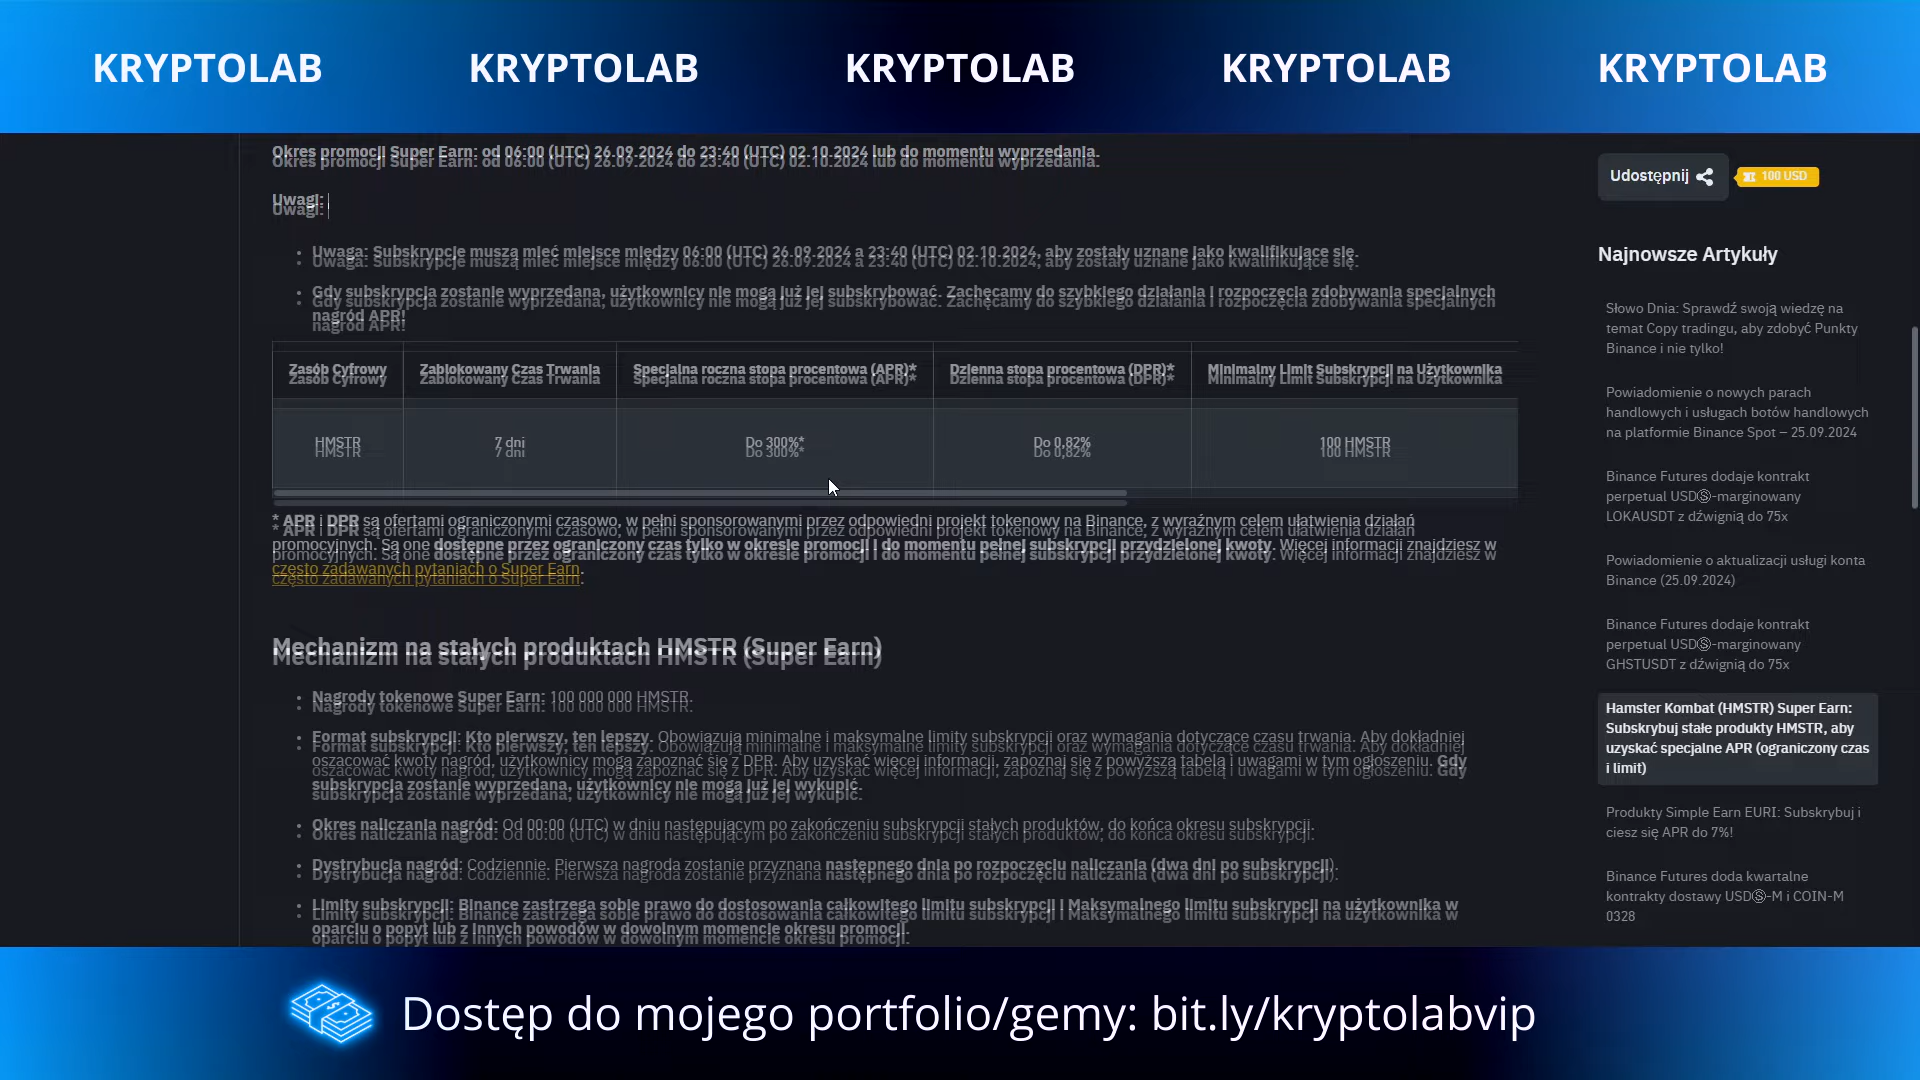 KRYPTOLAB KRYPTOLAB KRYPTOLAB KRYPTOLAB KRYPTOLAB
Okres promocji Super Earn: od 06:00 (UTC) 26.09.2024 do 23:40 (UTC) 02.10.2024 lub do momentu wyprzedania.
Uwagi:
• Uwaga: Subskrypcje muszą mieć miejsce między 06:00 (UTC) 26.09.2024 a 23:40 (UTC) 02.10.2024, aby zostały uznane jako kwalifikujące się.
• Gdy subskrypcja zostanie wyprzedana, użytkownicy nie mogą już jej subskrybować. Zachęcamy do szybkiego działania i rozpoczęcia zdobywania specjalnych
nagród APR!
Zasób Cyfrowy Zablokowany Czas Trwania Specjalna roczna stopa procentowa (APR)* Dzienna stopa procentowa (DPR)* Minimalny Limit Subskrypcji na Użytkownika
HMSTR 7 dni Do 300%* Do 0,82% 100 HMSTR
* APR i DPR są ofertami ograniczonymi czasowo, w pełni sponsorowanymi przez odpowiedni projekt tokenowy na Binance, z wyraźnym celem ułatwienia działań
promocyjnych. Są one dostępne przez ograniczony czas tylko w okresie promocji i do momentu pełnej subskrypcji przydzielonej kwoty. Więcej informacji znajdziesz w
często zadawanych pytaniach o Super Earn.
Mechanizm na stałych produktach HMSTR (Super Earn)
• Nagrody tokenowe Super Earn: 100 000 000 HMSTR.
• Format subskrypcji: Kto pierwszy, ten lepszy. Obowiązują minimalne i maksymalne limity subskrypcji oraz wymagania dotyczące czasu trwania. Aby dokładniej
oszacować kwoty nagród, użytkownicy mogą zapoznać się z DPR. Aby uzyskać więcej informacji, zapoznaj się z powyższą tabelą i uwagami w tym ogłoszeniu. Gdy
subskrypcja zostanie wyprzedana, użytkownicy nie mogą już jej wykupić.
• Okres naliczania nagród: Od 00:00 (UTC) w dniu następującym po zakończeniu subskrypcji stałych produktów, do końca okresu subskrypcji.
• Dystrybucja nagród: Codziennie. Pierwsza nagroda zostanie przyznana następnego dnia po rozpoczęciu naliczania (dwa dni po subskrypcji).
• Limity subskrypcji: Binance zastrzega sobie prawo do dostosowania całkowitego limitu subskrypcji i Maksymalnego limitu subskrypcji na użytkownika w
oparciu o popyt lub z innych powodów w dowolnym momencie okresu promocji.
Udostępnij 100 USD
Najnowsze Artykuły
Słowo Dnia: Sprawdź swoją wiedzę na
temat Copy tradingu, aby zdobyć Punkty
Binance i nie tylko!
Powiadomienie o nowych parach
handlowych i usługach botów handlowych
na platformie Binance Spot – 25.09.2024
Binance Futures dodaje kontrakt
perpetual USDⓈ-marginowany
LOKAUSDT z dźwignią do 75x
Powiadomienie o aktualizacji usługi konta
Binance (25.09.2024)
Binance Futures dodaje kontrakt
perpetual USDⓈ-marginowany
GHSTUSDT z dźwignią do 75x
Hamster Kombat (HMSTR) Super Earn:
Subskrybuj stałe produkty HMSTR, aby
uzyskać specjalne APR (ograniczony czas
i limit)
Produkty Simple Earn EURI: Subskrybuj i
ciesz się APR do 7%!
Binance Futures doda kwartalne
kontrakty dostawy USDⓈ-M i COIN-M
0328
Dostęp do mojego portfolio/gemy: bit.ly/kryptolabvip